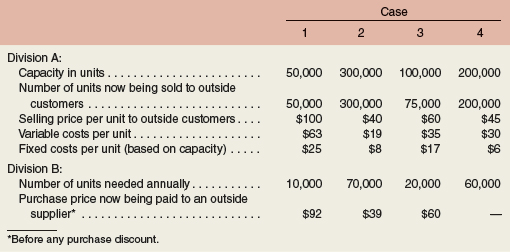 Case
1 2 3 4
Division A:
Capacity in units . . . . . . . . . . . . . . . . . . . . . . . . 50,000 300,000 100,000 200,000
Number of units now being sold to outside
customers . . . . . . . . . . . . . . . . . . . . . . . . . . 50,000 300,000 75,000 200,000
Selling price per unit to outside customers . . . . $100 $40 $60 $45
Variable costs per unit . . . . . . . . . . . . . . . . . . . . $63 $19 $35 $30
Fixed costs per unit (based on capacity) . . . . . $25 $8 $17 $6
Division B:
Number of units needed annually . . . . . . . . . . . 10,000 70,000 20,000 60,000
Purchase price now being paid to an outside
supplier* . . . . . . . . . . . . . . . . . . . . . . . . . . . . $92 $39 $60 —
*Before any purchase discount.